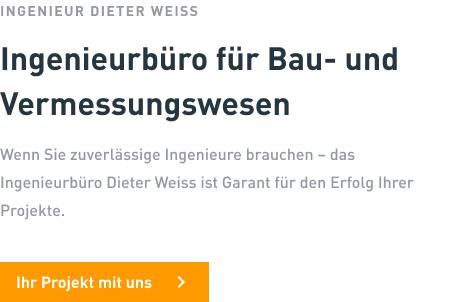 INGENIEUR DIETER WEISS
Ingenieurbüro für Bau- und
Vermessungswesen
Wenn Sie zuverlässige Ingenieure brauchen – das
Ingenieurbüro Dieter Weiss ist Garant für den Erfolg Ihrer
Projekte.
Ihr Projekt mit uns